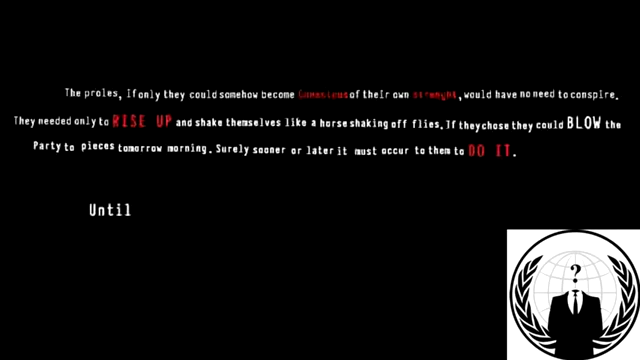 The proles, If only they could somehow become Conscious of their own strenght, would have no need to conspire.
They needed only to RISE UP and shake themselves like a horse shaking off flies. If they chose they could BLOW the
Party to pieces tomorrow morning. Surely sooner or later it must occur to them to DO IT.
Until
?